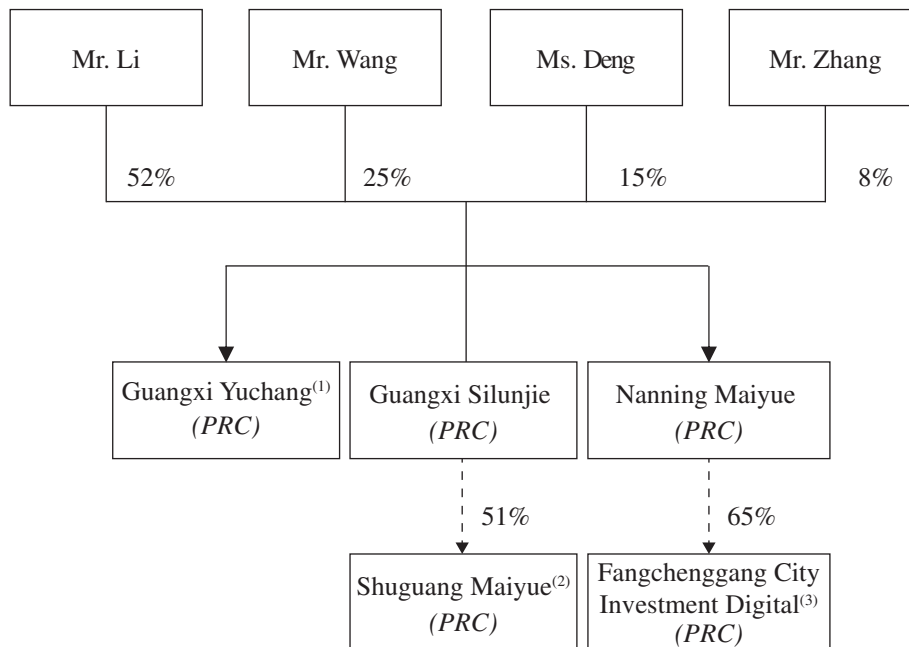 Mr. Li
Mr. Wang
Ms. Deng
Mr. Zhang
52%
25%
15%
8%
Guangxi Yuchang(1)
(PRC)
Guangxi Silunjie
(PRC)
Nanning Maiyue
(PRC)
51%
65%
Shuguang Maiyue(2)
(PRC)
Fangchenggang City
Investment Digital(3)
(PRC)